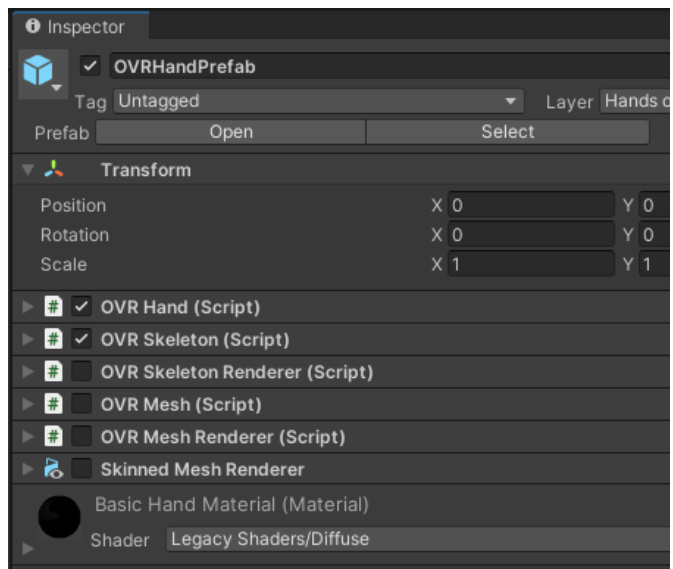 Inspector
OVRHandPrefab
Tag Untagged Layer Hands
Prefab Open Select
Transform
Position X 0 Y 0
Rotation X 0 Y 0
Scale X 1 Y 1
# OVR Hand (Script)
# OVR Skeleton (Script)
# OVR Skeleton Renderer (Script)
# OVR Mesh (Script)
# OVR Mesh Renderer (Script)
Skinned Mesh Renderer
Basic Hand Material (Material)
Shader Legacy Shaders/Diffuse